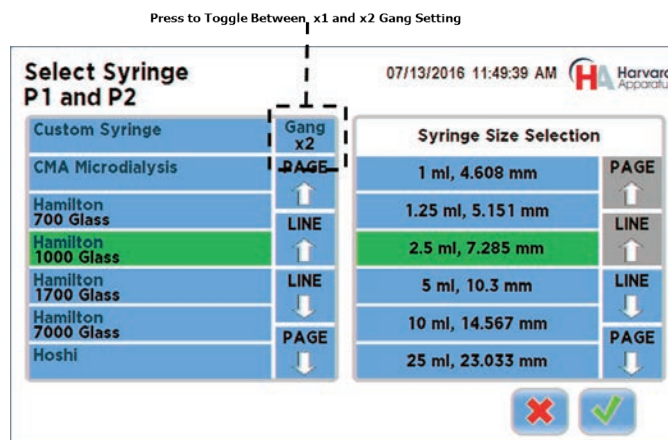 Press to Toggle Between x1 and x2 Gang Setting
Select Syringe
P1 and P2
07/13/2016 11:49:39 AM
HA
Harvard
Apparatus
Custom Syringe
Gang
x2
CMA Microdialysis
PAGE
Hamilton
700 Glass
LINE
Hamilton
1000 Glass
Hamilton
1700 Glass
LINE
Hamilton
7000 Glass
PAGE
Hoshi
Syringe Size Selection
1 ml, 4.608 mm
PAGE
1.25 ml, 5.151 mm
LINE
2.5 ml, 7.285 mm
5 ml, 10.3 mm
LINE
10 ml, 14.567 mm
PAGE
25 ml, 23.033 mm